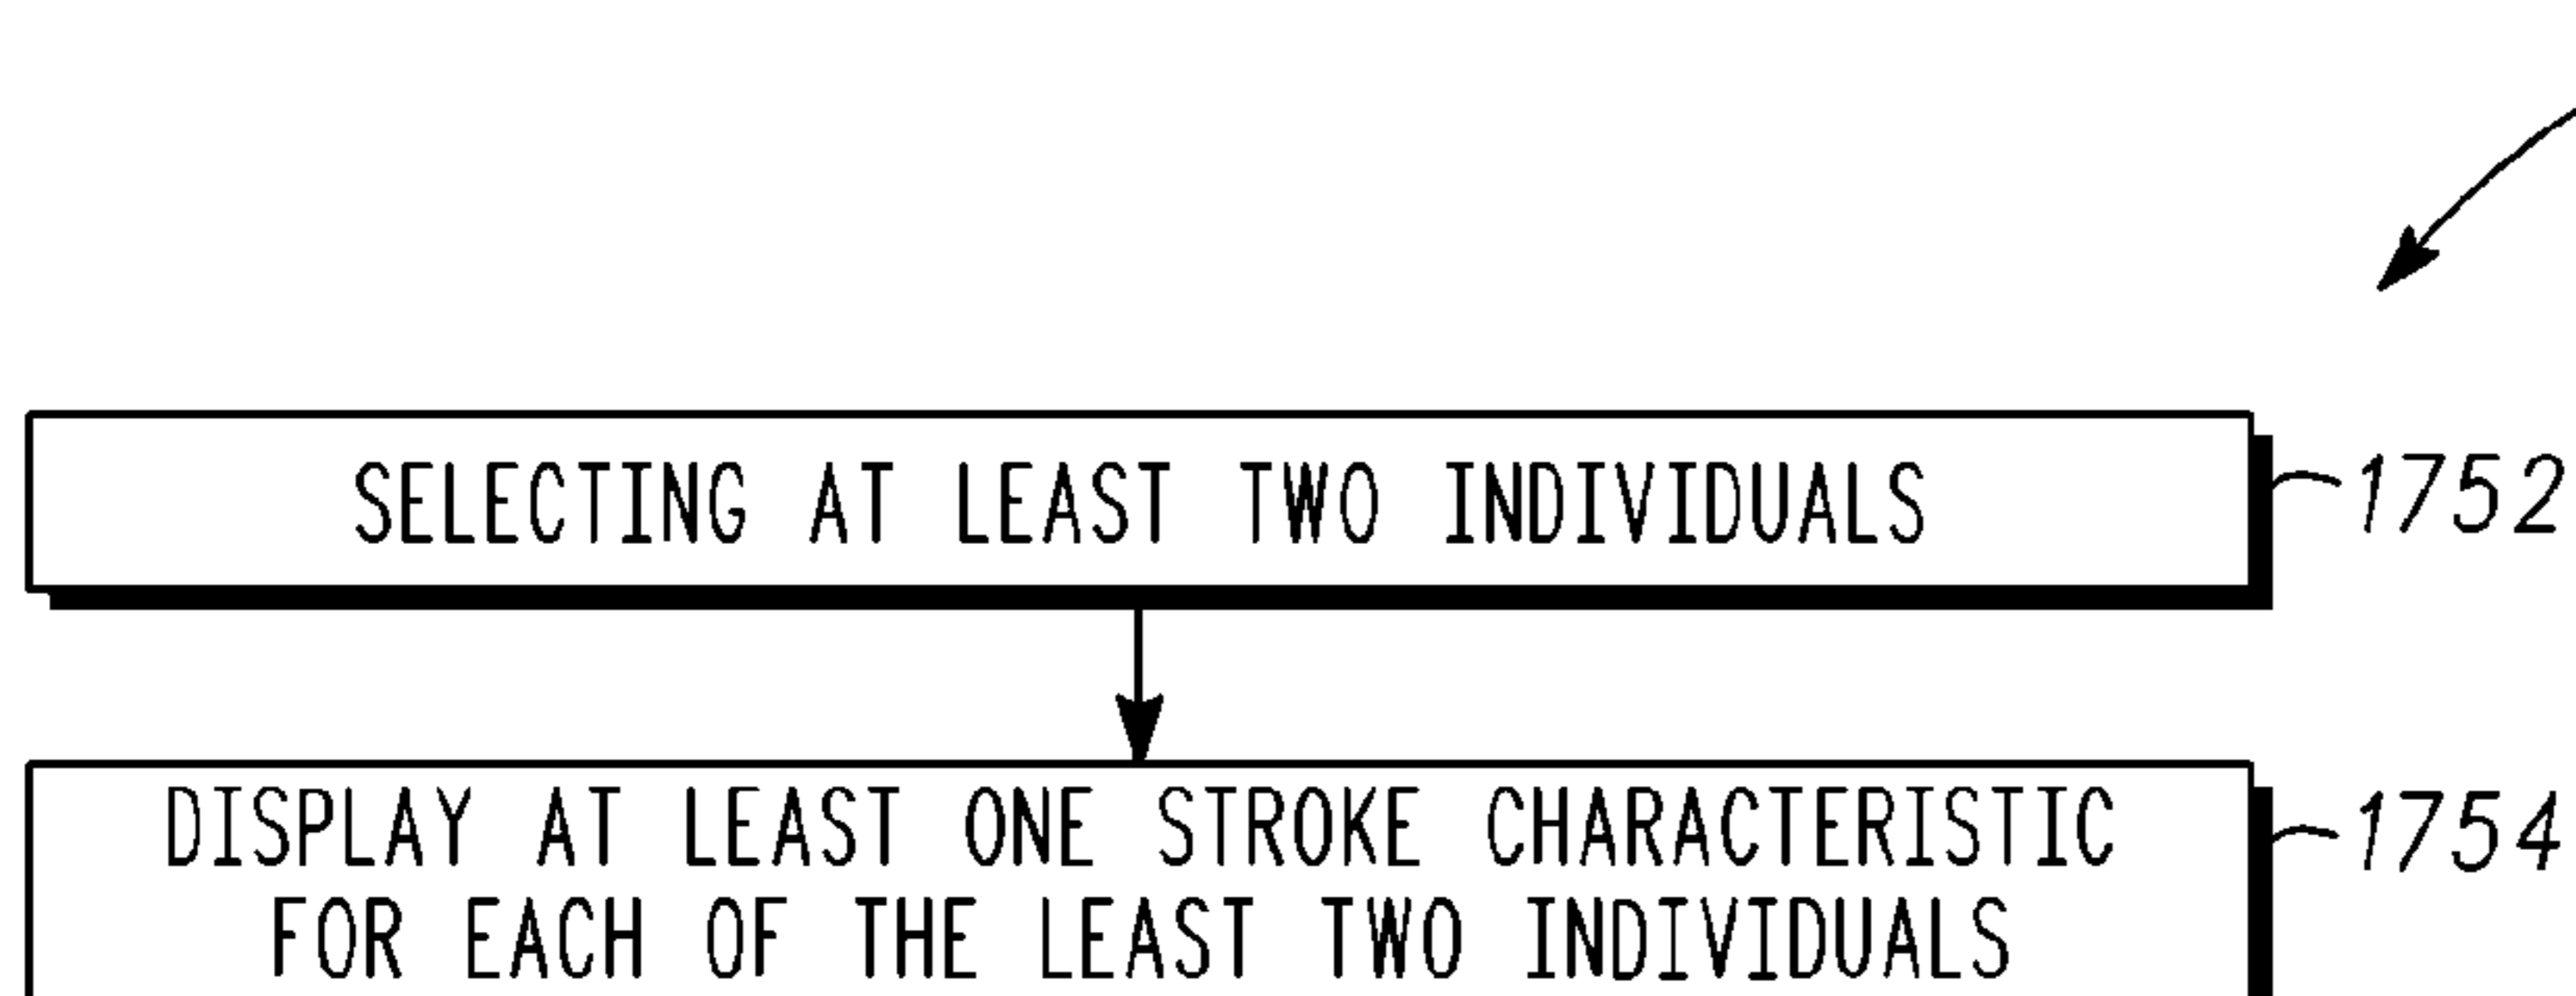 SELECTING AT LEAST TWO INDIVIDUALS
1752
DISPLAY AT LEAST ONE STROKE CHARACTERISTIC
1754
FOR EACH OF THE LEAST TWO INDIVIDUALS